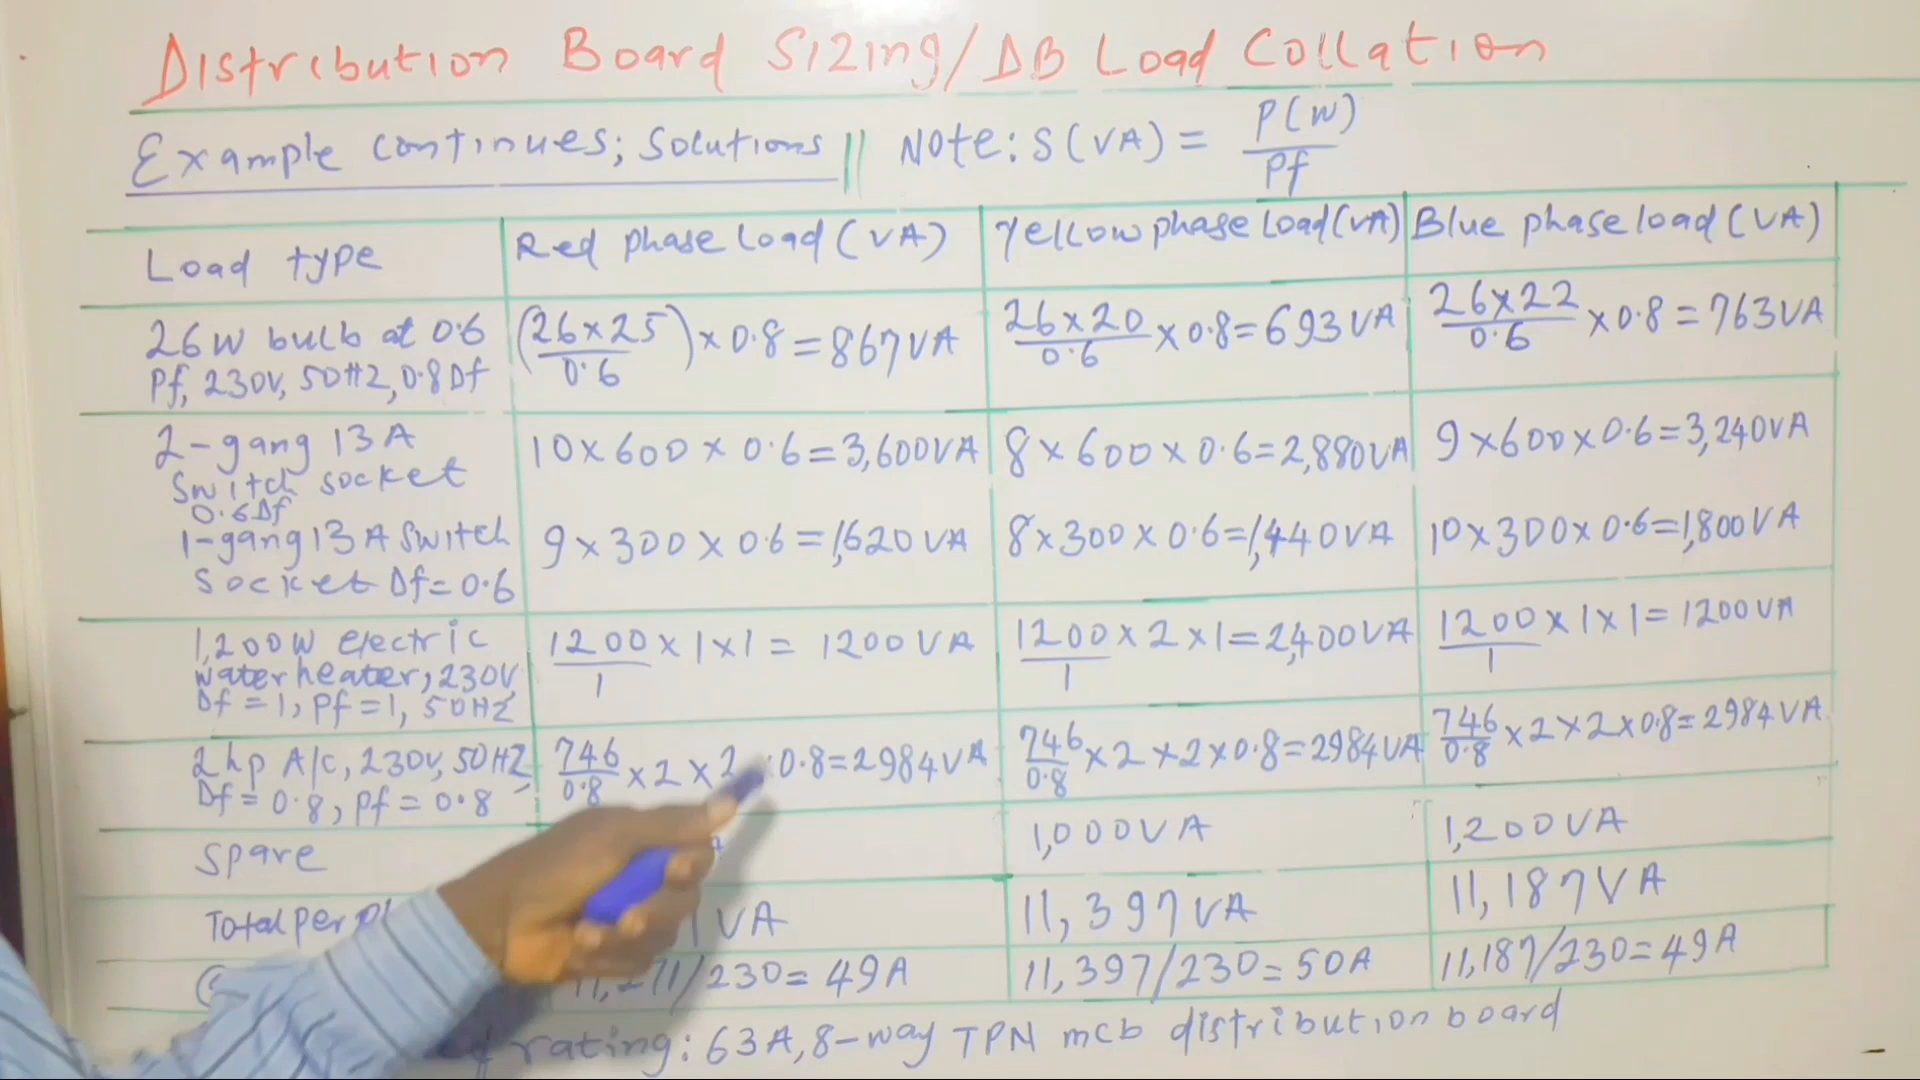 Distribution Board Sizing/DB Load Collation
Example continues; Solutions || Note: S(VA) = P(W)/Pf
Load type | Red phase Load (VA) | Yellow phase Load (VA) | Blue phase load (VA)
26W bulb at 0.6 | (26×25/0.6) × 0.8 = 867VA | 26×20/0.6 × 0.8 = 693VA | 26×22/0.6 × 0.8 = 763VA
Pf, 230V, 50HZ, 0.8 Df
2-gang 13A | 10 × 600 × 0.6 = 3,600VA | 8 × 600 × 0.6 = 2,880VA | 9 × 600 × 0.6 = 3,240VA
Switch socket
0.6 Df
1-gang 13A Switch | 9 × 300 × 0.6 = 1,620VA | 8 × 300 × 0.6 = 1,440VA | 10 × 300 × 0.6 = 1,800VA
Socket Df = 0.6
1,200W electric | 1200/1 × 1 × 1 = 1200VA | 1200/1 × 2 × 1 = 2,400VA | 1200/1 × 1 × 1 = 1200VA
water heater, 230V
Df = 1, Pf = 1, 50HZ
2hp A/C, 230V, 50HZ | 746/0.8 × 2 × 2 0.8 = 2984VA | 746/0.8 × 2 × 2 × 0.8 = 2984VA | 746/0.8 × 2 × 2 × 0.8 = 2984VA
Df = 0.8, Pf = 0.8
Spare | 1,000VA | 1,200VA
Total per | VA | 11,397VA | 11,187VA
11,271/230 = 49A | 11,397/230 = 50A | 11,187/230 = 49A
rating: 63A, 8-way TPN mcb distribution board